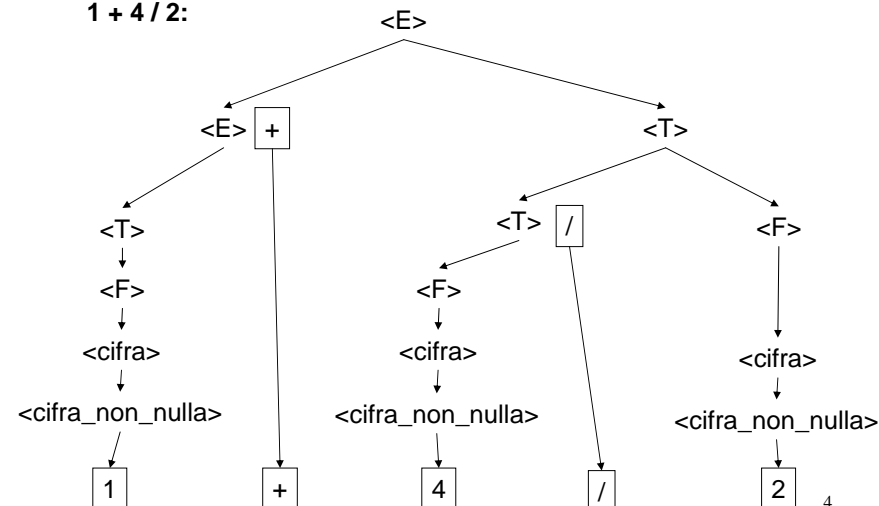 1 + 4 / 2:
<E>
<E> + <T>
<T> <T> / <F>
<F> <F>
<cifra> <cifra> <cifra>
<cifra_non_nulla> <cifra_non_nulla> <cifra_non_nulla>
1 + 4 / 2
4